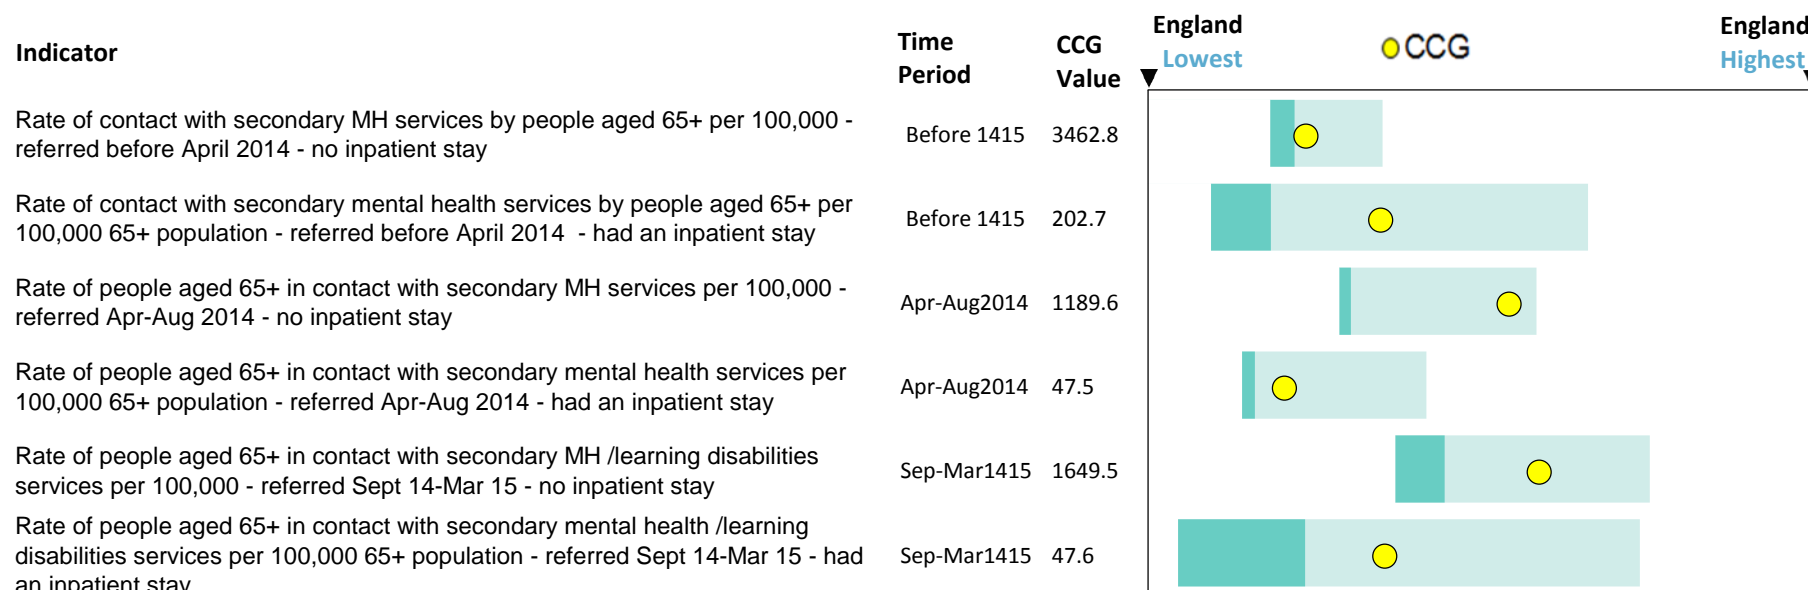 Indicator
Time Period
CCG Value
England Lowest
CCG
England Highest
Rate of contact with secondary MH services by people aged 65+ per 100,000 -
referred before April 2014 - no inpatient stay
Before 1415
3462.8
Rate of contact with secondary mental health services by people aged 65+ per
100,000 65+ population - referred before April 2014  - had an inpatient stay
Before 1415
202.7
Rate of people aged 65+ in contact with secondary MH services per 100,000 -
referred Apr-Aug 2014 - no inpatient stay
Apr-Aug2014
1189.6
Rate of people aged 65+ in contact with secondary mental health services per
100,000 65+ population - referred Apr-Aug 2014 - had an inpatient stay
Apr-Aug2014
47.5
Rate of people aged 65+ in contact with secondary MH /learning disabilities
services per 100,000 - referred Sept 14-Mar 15 - no inpatient stay
Sep-Mar1415
1649.5
Rate of people aged 65+ in contact with secondary mental health /learning
disabilities services per 100,000 65+ population - referred Sept 14-Mar 15 - had
an inpatient stay
Sep-Mar1415
47.6